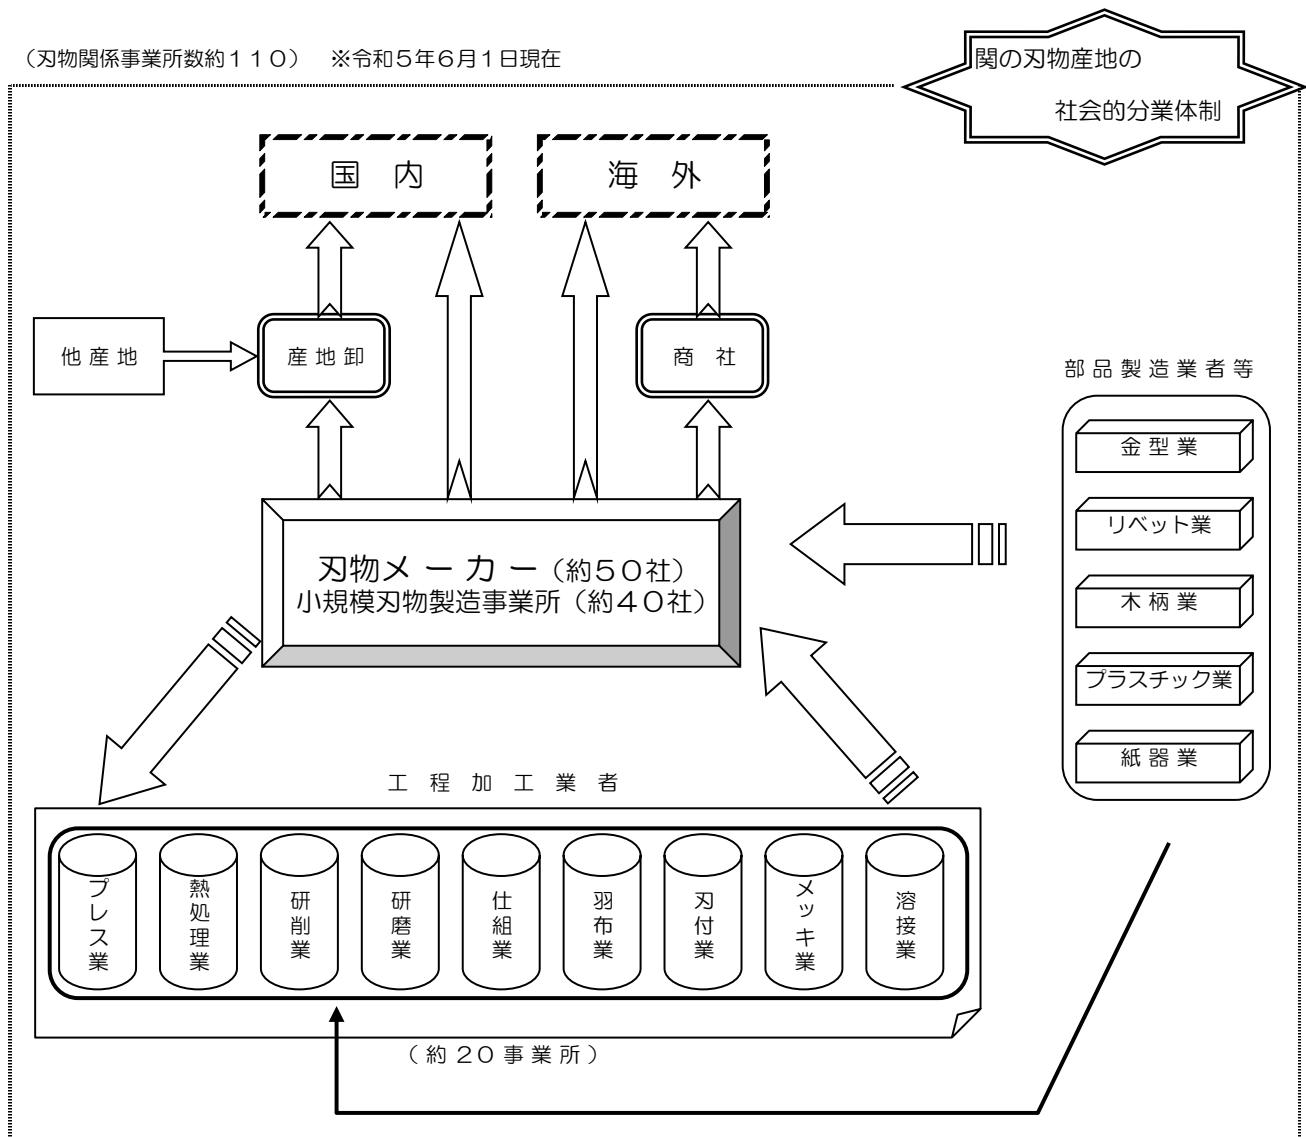 (刃物関係事業所数約110) ※令和5年6月1日現在
関の刃物産地の
社会的分業体制
国 内
海 外
他産地
産地卸
商 社
部品製造業者等
金型業
リベット業
木柄業
プラスチック業
紙器業
刃物メーカー(約50社)
小規模刃物製造事業所(約40社)
工程加工業者
プレス業
熱処理業
研削業
研磨業
仕組業
羽布業
刃付業
メッキ業
溶接業
(約20事業所)